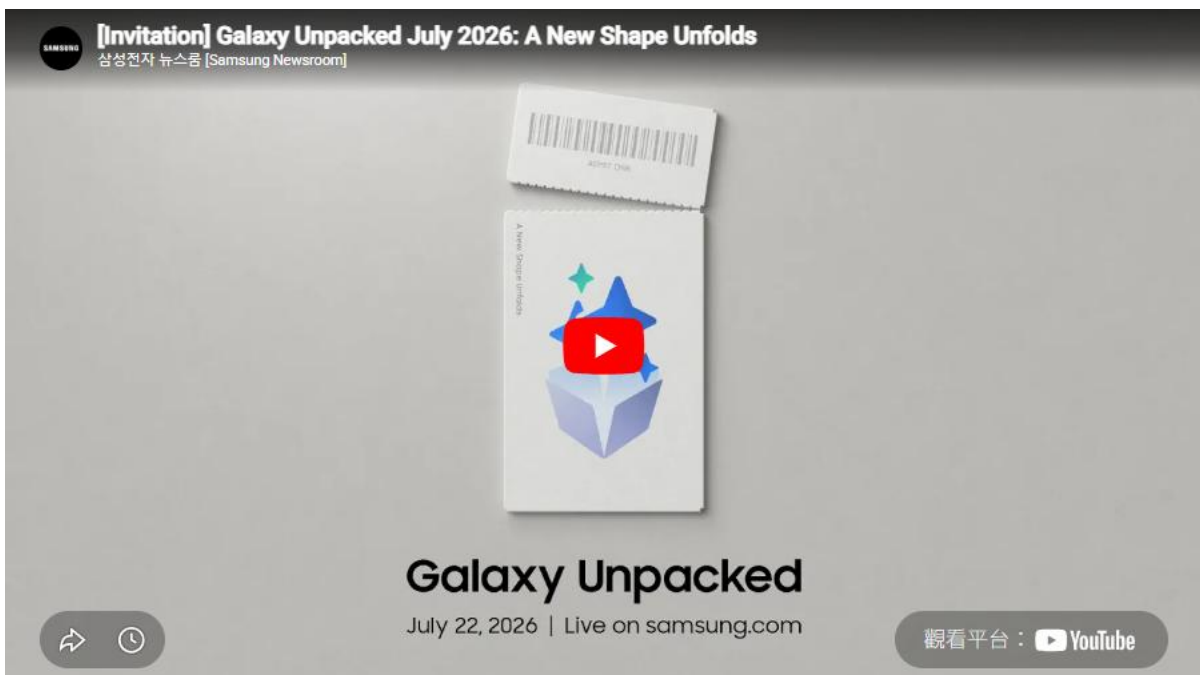 SAMSUNG
[Invitation] Galaxy Unpacked July 2026: A New Shape Unfolds
삼성전자 뉴스룸 [Samsung Newsroom]
ADMIT ONE
A New Shape Unfolds
Galaxy Unpacked
July 22, 2026 | Live on samsung.com
觀看平台： YouTube